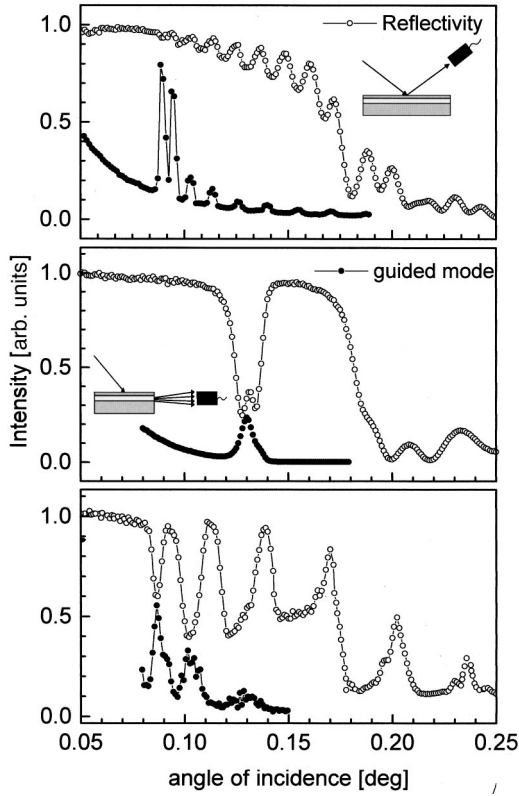 Reflectivity
1.0
0.5
0.0
guided mode
1.0
0.5
0.0
Intensity [arb. units]
1.0
0.5
0.0
0.05 0.10 0.15 0.20 0.25
angle of incidence [deg]